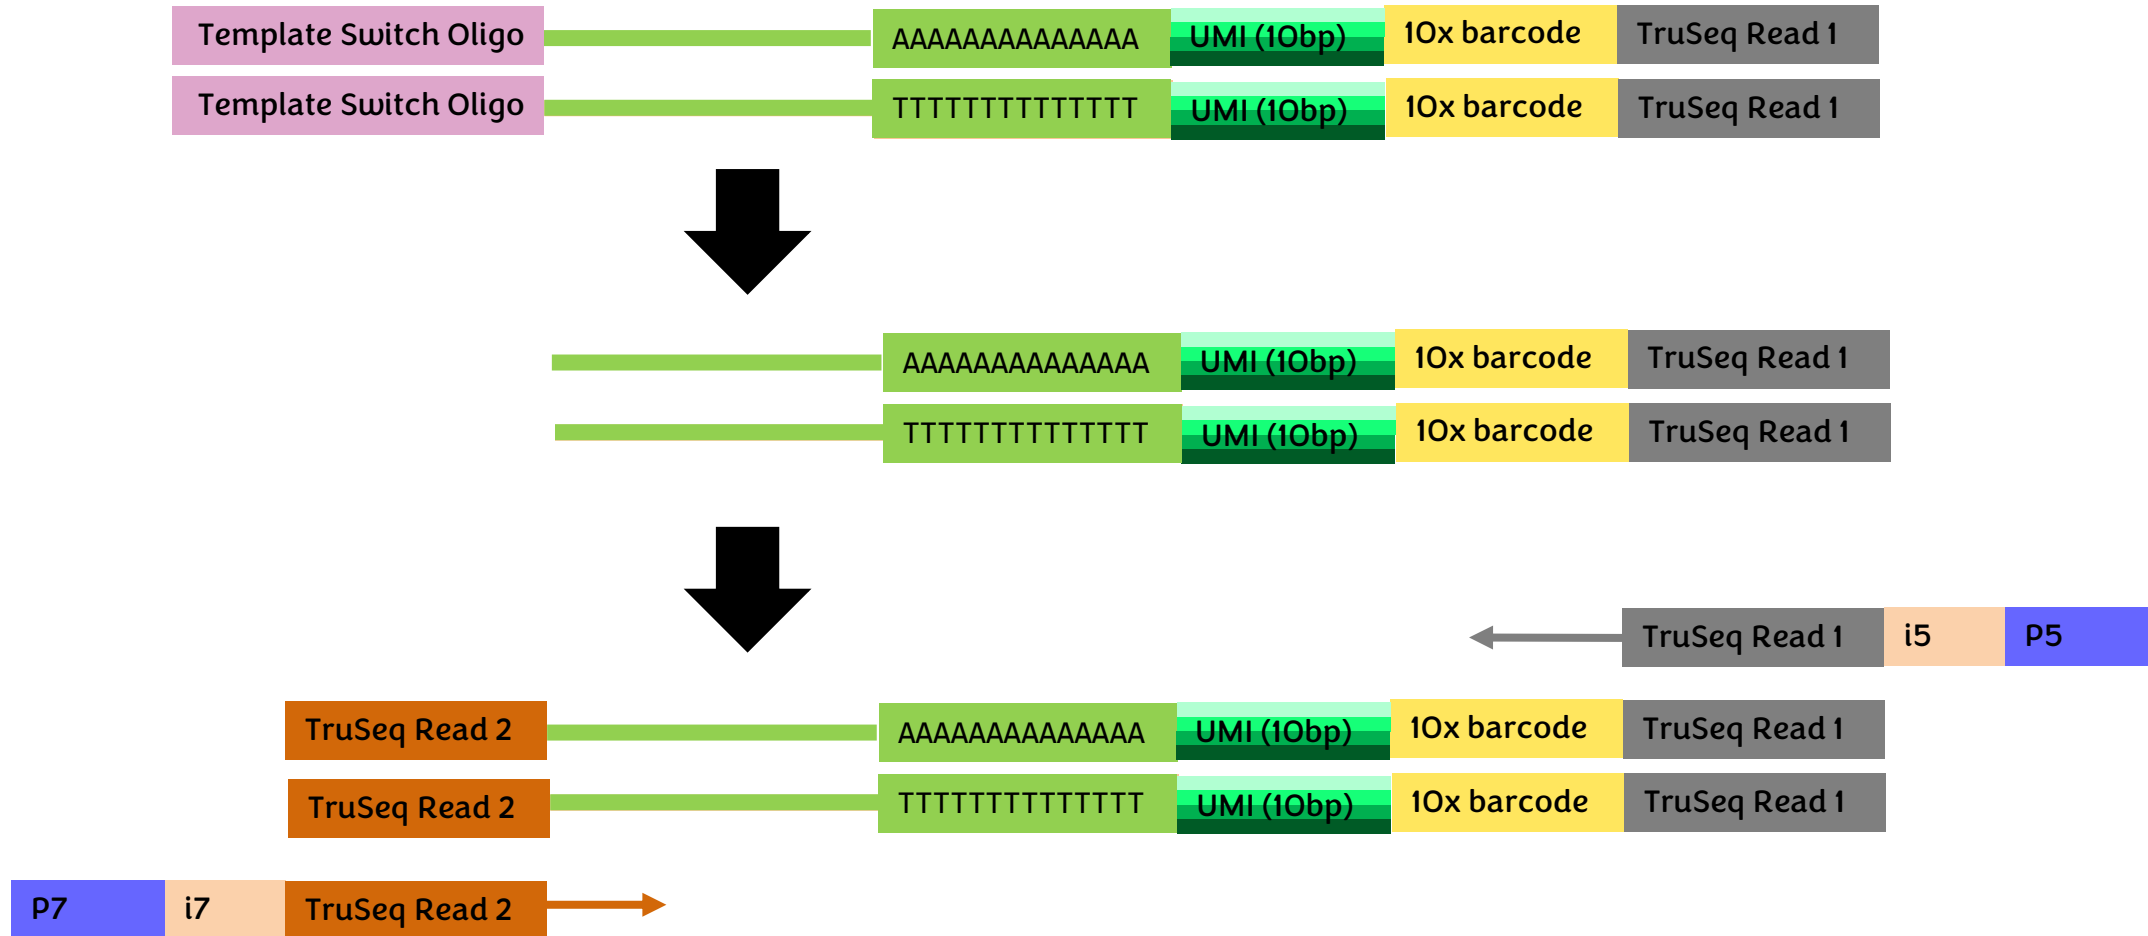 Template Switch Oligo AAAAAAAAAAAAAA UMI (10bp) 10x barcode TruSeq Read 1
Template Switch Oligo TTTTTTTTTTTTTT UMI (10bp) 10x barcode TruSeq Read 1
AAAAAAAAAAAAAA UMI (10bp) 10x barcode TruSeq Read 1
TTTTTTTTTTTTTT UMI (10bp) 10x barcode TruSeq Read 1
TruSeq Read 1 i5 P5
TruSeq Read 2 AAAAAAAAAAAAAA UMI (10bp) 10x barcode TruSeq Read 1
TruSeq Read 2 TTTTTTTTTTTTTT UMI (10bp) 10x barcode TruSeq Read 1
P7 i7 TruSeq Read 2